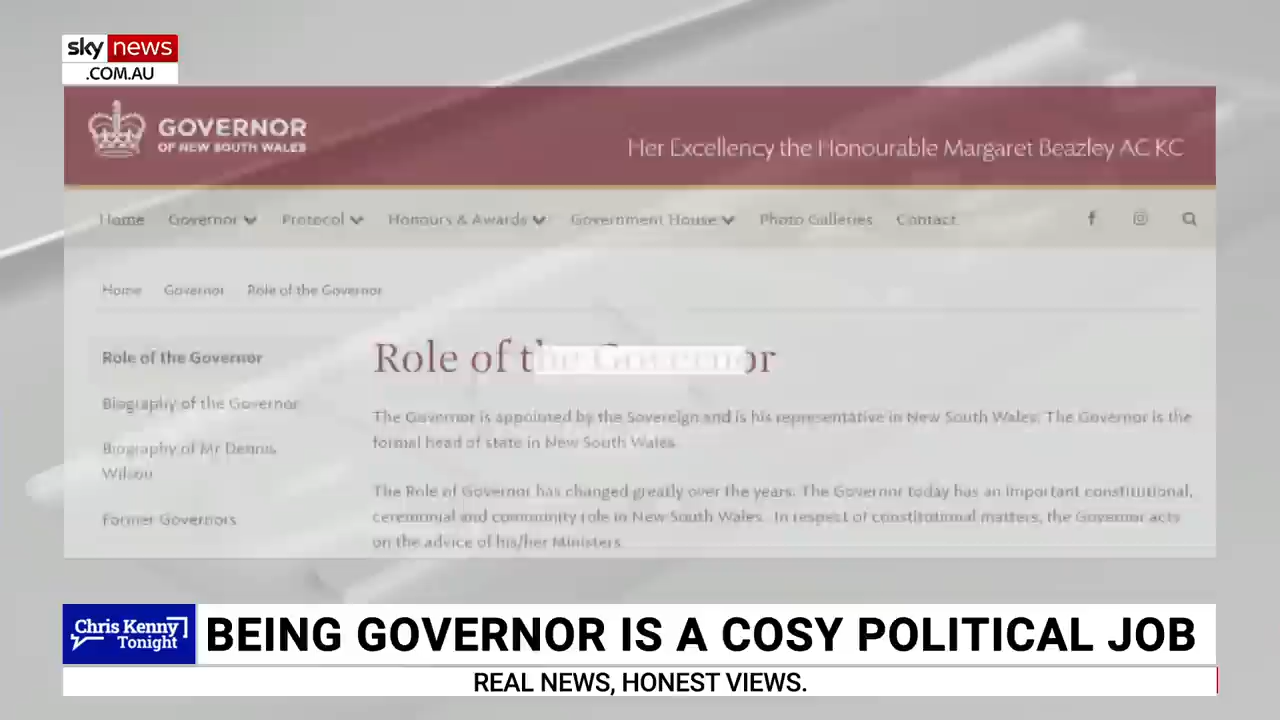 sky news
.COM.AU
GOVERNOR
OF NEW SOUTH WALES
Her Excellency the Honourable Margaret Beazley AC KC
Home Governor Protocol Honours & Awards Government House Photo Galleries Contact
Home Governor Role of the Governor
Role of the Governor
Biography of the Governor
Biography of Mr Dennis
Wilson
Former Governors
Role of the Governor
The Governor is appointed by the Sovereign and is his representative in New South Wales. The Governor is the
formal head of state in New South Wales.
The Role of Governor has changed greatly over the years. The Governor today has an important constitutional,
ceremonial and community role in New South Wales. In respect of constitutional matters, the Governor acts
on the advice of his/her Ministers.
Chris Kenny
Tonight
BEING GOVERNOR IS A COSY POLITICAL JOB
REAL NEWS, HONEST VIEWS.